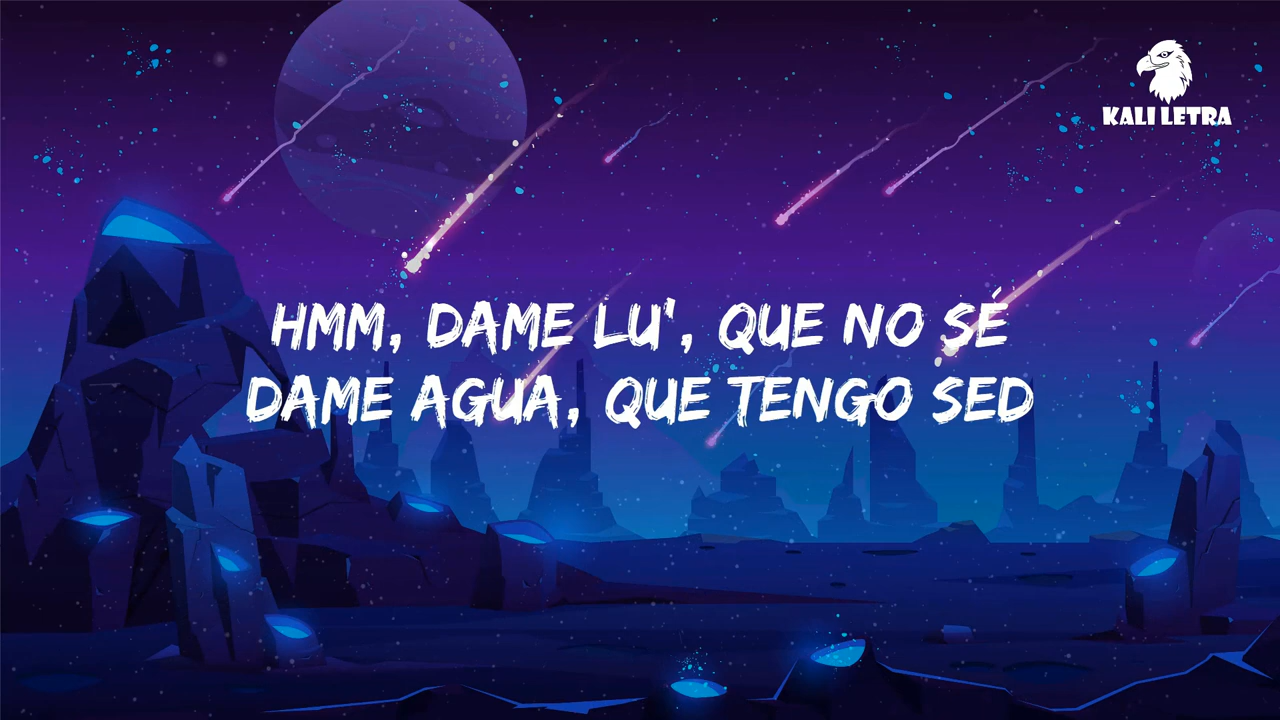 KALI LETRA
HMM, DAME LU', QUE NO SÉ
DAME AGUA, QUE TENGO SED